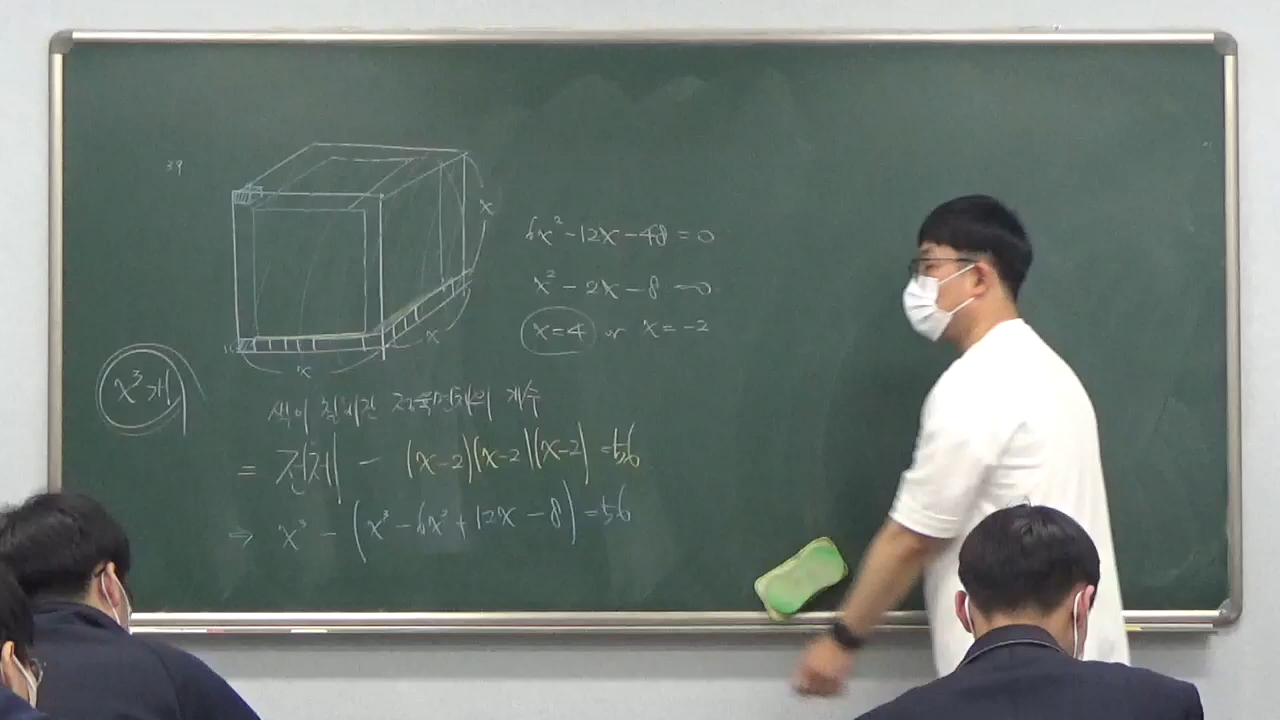 39
x
x
x
x³개
색이 칠해진 정육면체의 개수
= 전체 - (x-2)(x-2)(x-2) = 56
⇒ x³ - (x³ - 6x² + 12x - 8) = 56
6x² - 12x - 48 = 0
x² - 2x - 8 = 0
x = 4 or x = -2